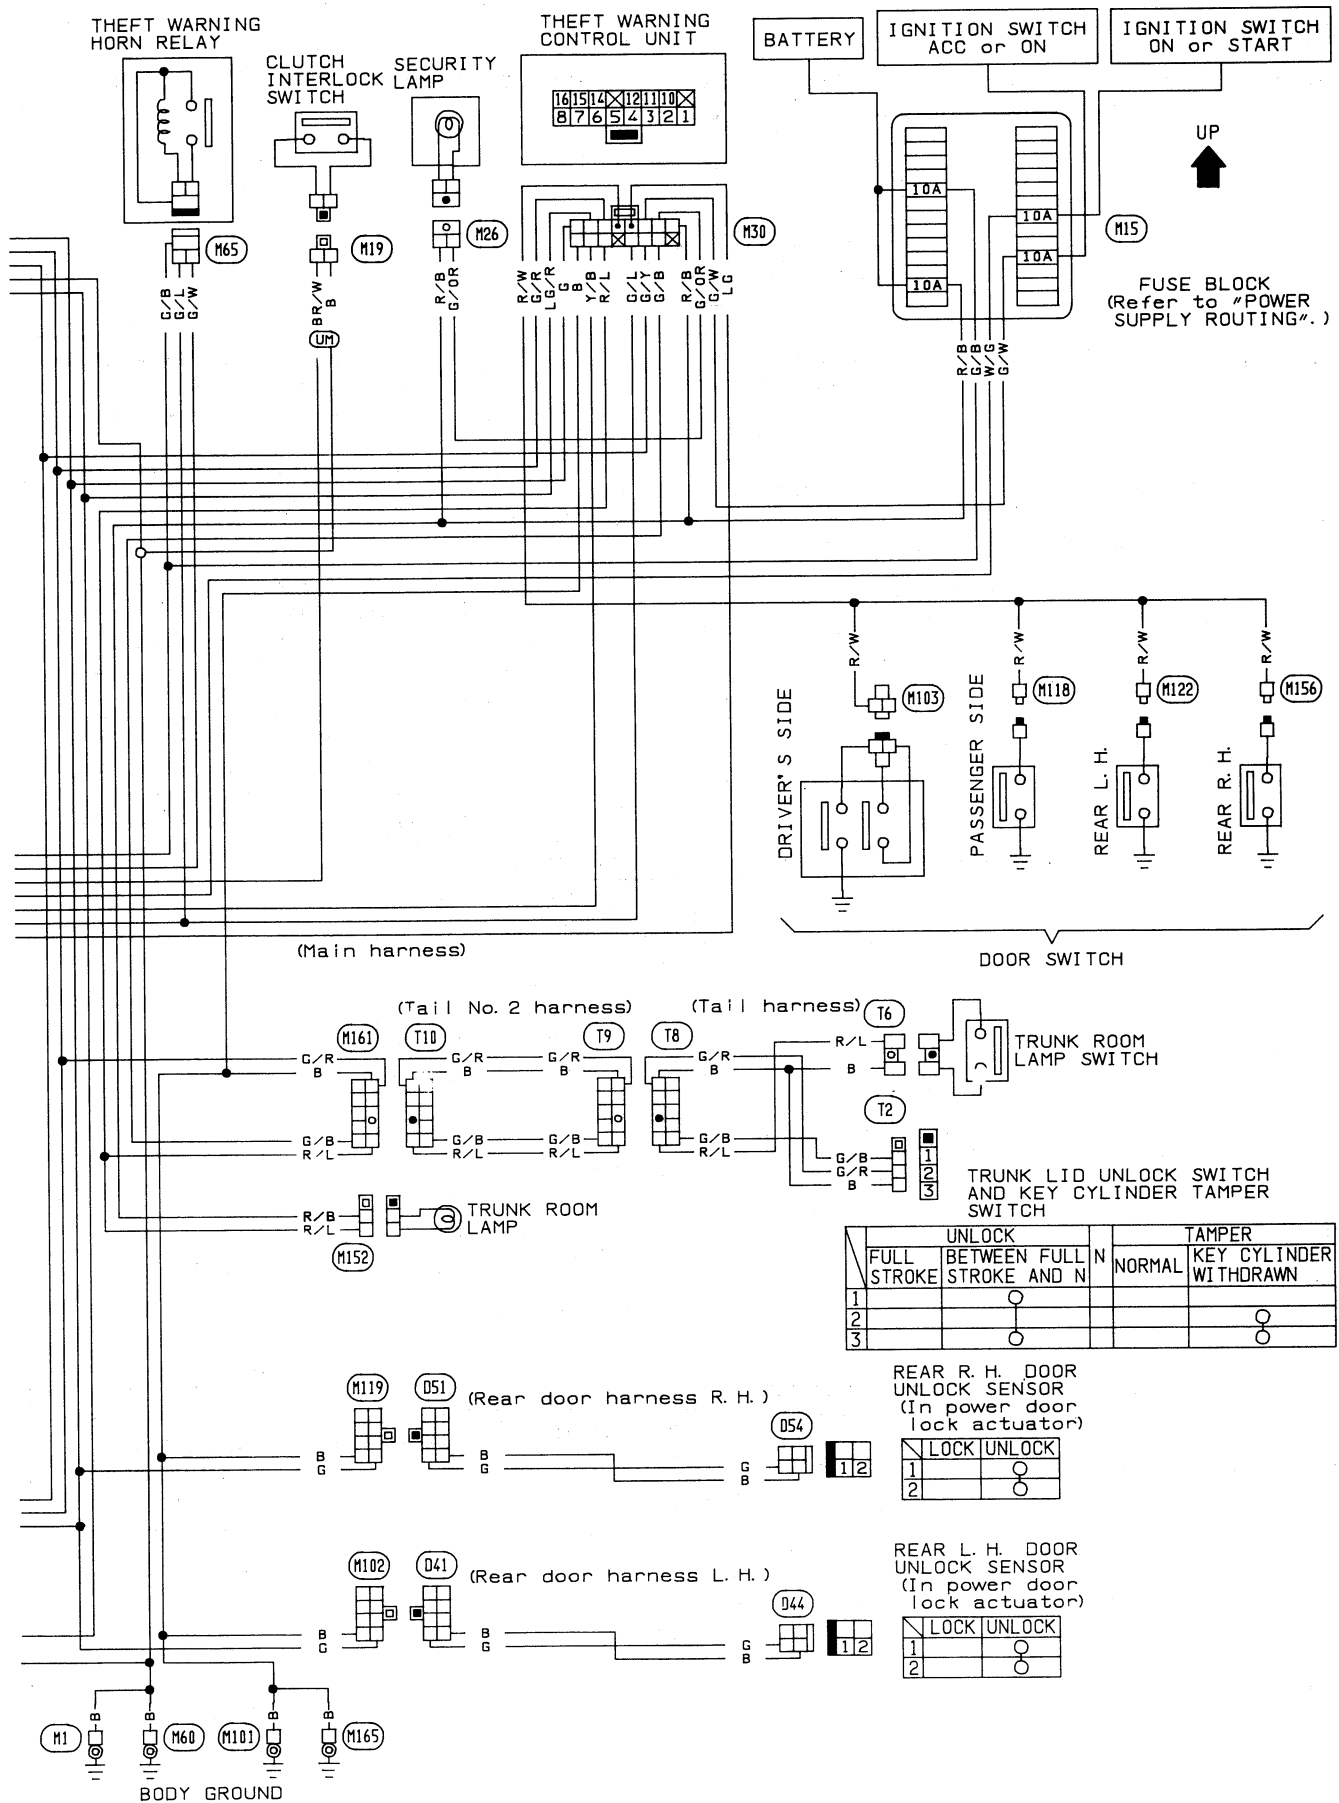 THEFT WARNING
HORN RELAY
CLUTCH
INTERLOCK
SWITCH
SECURITY
LAMP
THEFT WARNING
CONTROL UNIT
16 15 14 12 11 10
8 7 6 5 4 3 2 1
BATTERY
IGNITION SWITCH
ACC or ON
IGNITION SWITCH
ON or START
UP
10A
10A
10A
10A
M65
M19
M26
M30
M15
FUSE BLOCK
(Refer to "POWER
SUPPLY ROUTING".)
G/B
G/L
G/W
BR/W
B
UM
R/B
G/OR
R/W
G/R
LG/R
G
B
Y/B
R/L
G/L
G/Y
G/B
R/B
G/OR
G/W
LG
R/B
G/B
W/G
G/W
R/W
R/W
R/W
R/W
M103
M118
M122
M156
DRIVER'S SIDE
PASSENGER SIDE
REAR L. H.
REAR R. H.
DOOR SWITCH
(Main harness)
(Tail No. 2 harness)
(Tail harness)
M161
T10
T9
T8
T6
G/R
B
G/R
B
G/R
B
G/R
B
R/L
B
TRUNK ROOM
LAMP SWITCH
T2
G/B
R/L
G/B
R/L
G/B
R/L
G/B
R/L
G/B
G/R
B
1
2
3
TRUNK LID UNLOCK SWITCH
AND KEY CYLINDER TAMPER
SWITCH
R/B
R/L
TRUNK ROOM
LAMP
M152
UNLOCK N TAMPER
FULL STROKE BETWEEN FULL STROKE AND N NORMAL KEY CYLINDER WITHDRAWN
1
2
3
M119
D51
(Rear door harness R. H.)
B
G
B
G
G
B
D54
1 2
REAR R. H. DOOR
UNLOCK SENSOR
(In power door
lock actuator)
LOCK UNLOCK
1
2
M102
D41
(Rear door harness L. H.)
B
G
B
G
G
B
D44
1 2
REAR L. H. DOOR
UNLOCK SENSOR
(In power door
lock actuator)
LOCK UNLOCK
1
2
B
B
B
B
M1
M60
M101
M165
BODY GROUND